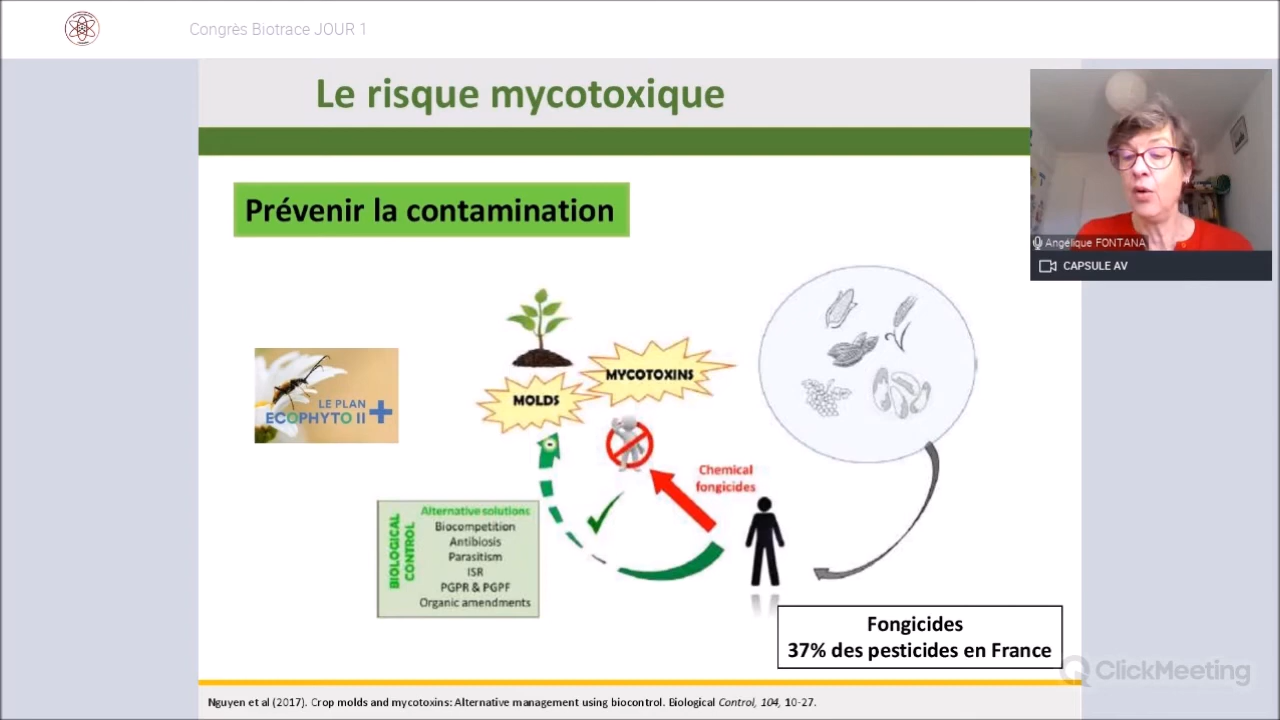 Congrès Biotrace JOUR 1
Le risque mycotoxique
Angélique FONTANA
CAPSULE AV
Prévenir la contamination
MYCOTOXINS
MOLDS
LE PLAN
ECOPHYTO II +
Chemical
fongicides
BIOLOGICAL
CONTROL
Alternative solutions
Biocompetition
Antibiosis
Parasitism
ISR
PGPR & PGPF
Organic amendments
Fongicides
37% des pesticides en France
ClickMeeting
Nguyen et al (2017). Crop molds and mycotoxins: Alternative management using biocontrol. Biological Control, 104, 10-27.